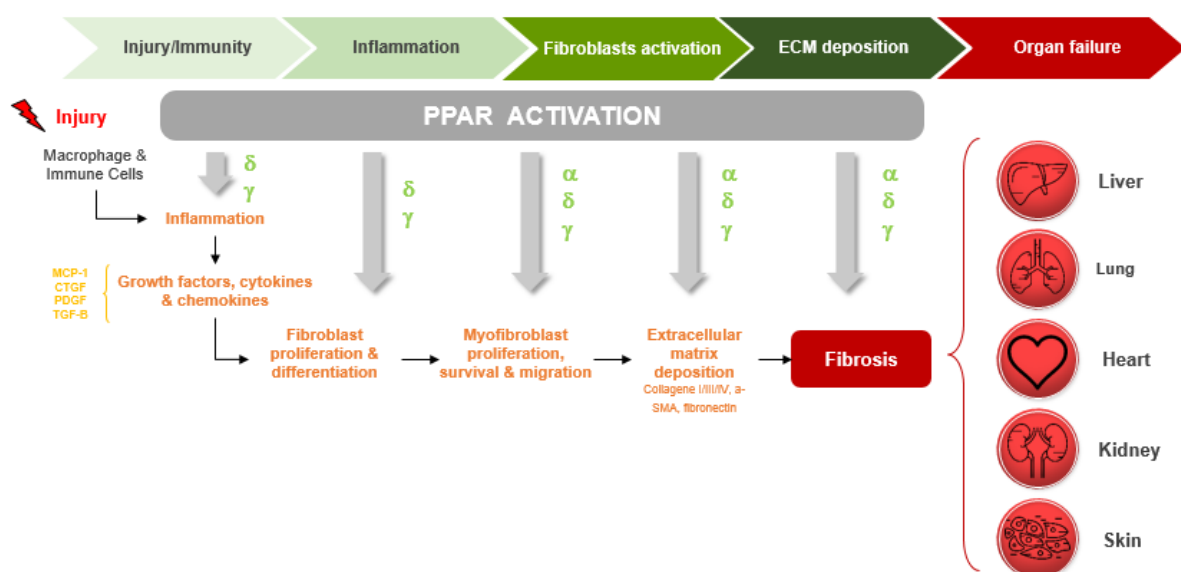 Injury/Immunity
Inflammation
Fibroblasts activation
ECM deposition
Organ failure
PPAR ACTIVATION
Injury
Macrophage &
Immune Cells
δ
γ
δ
γ
α
δ
γ
α
δ
γ
α
δ
γ
Inflammation
MCP-1
CTGF
PDGF
TGF-B
Growth factors, cytokines
& chemokines
Fibroblast
proliferation &
differentiation
Myofibroblast
proliferation,
survival & migration
Extracellular
matrix
deposition
Collagene I/III/IV, a-
SMA, fibronectin
Fibrosis
Liver
Lung
Heart
Kidney
Skin